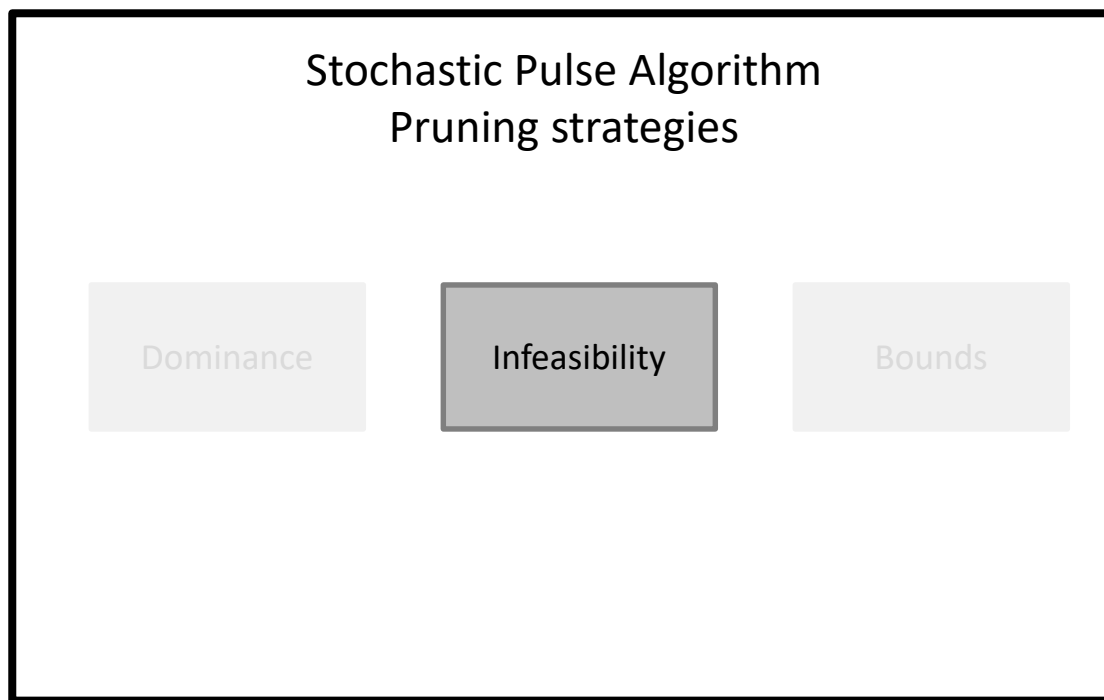 Stochastic Pulse Algorithm
Pruning strategies
Dominance
Infeasibility
Bounds